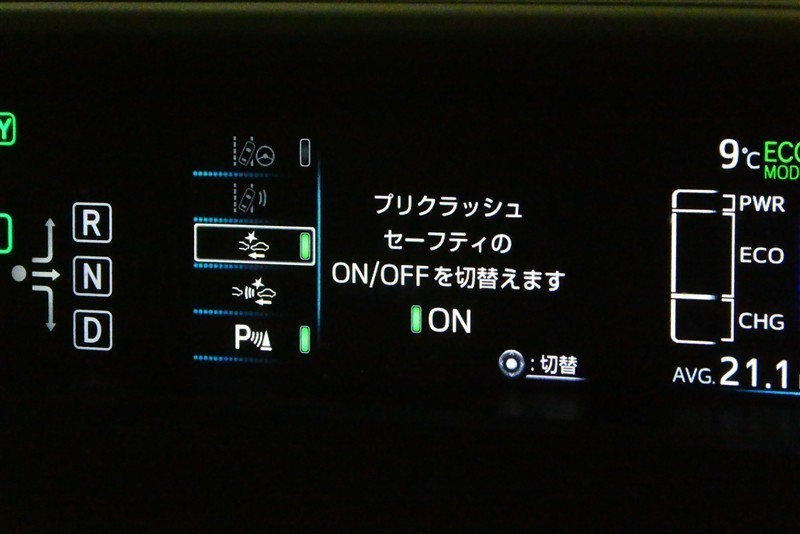 Y
R
N
D
P
プリクラッシュ
セーフティの
ON/OFFを切替えます
ON
:切替
9℃
ECO
MOD
PWR
ECO
CHG
AVG. 21.1